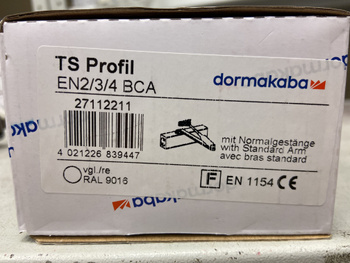 TS Profil
EN2/3/4 BCA
dormakaba
27112211
4 021226 839447
mit Normalgestänge
with Standard Arm
avec bras standard
vgl./re
RAL 9016
F EN 1154 CE
dormakaba